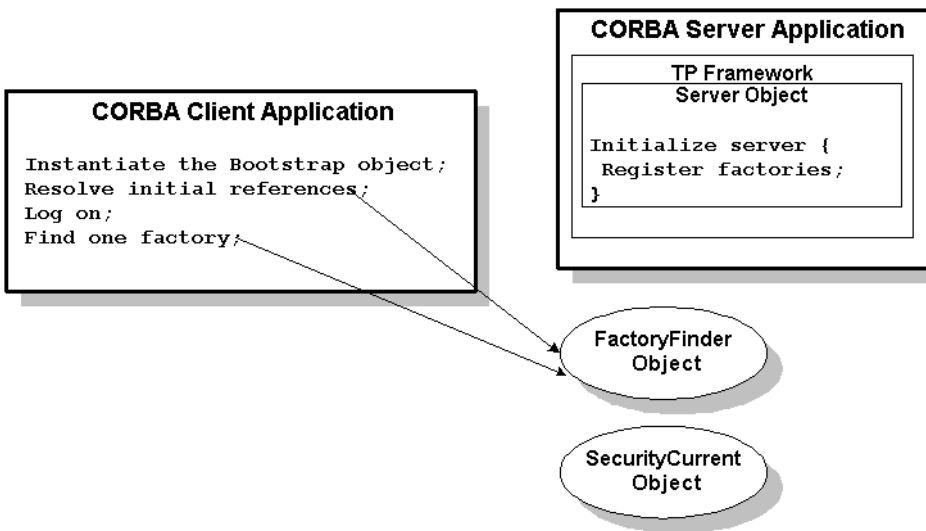 CORBA Client Application
Instantiate the Bootstrap object;
Resolve initial references;
Log on;
Find one factory;
CORBA Server Application
TP Framework
Server Object
Initialize server {
Register factories;
}
FactoryFinder
Object
SecurityCurrent
Object